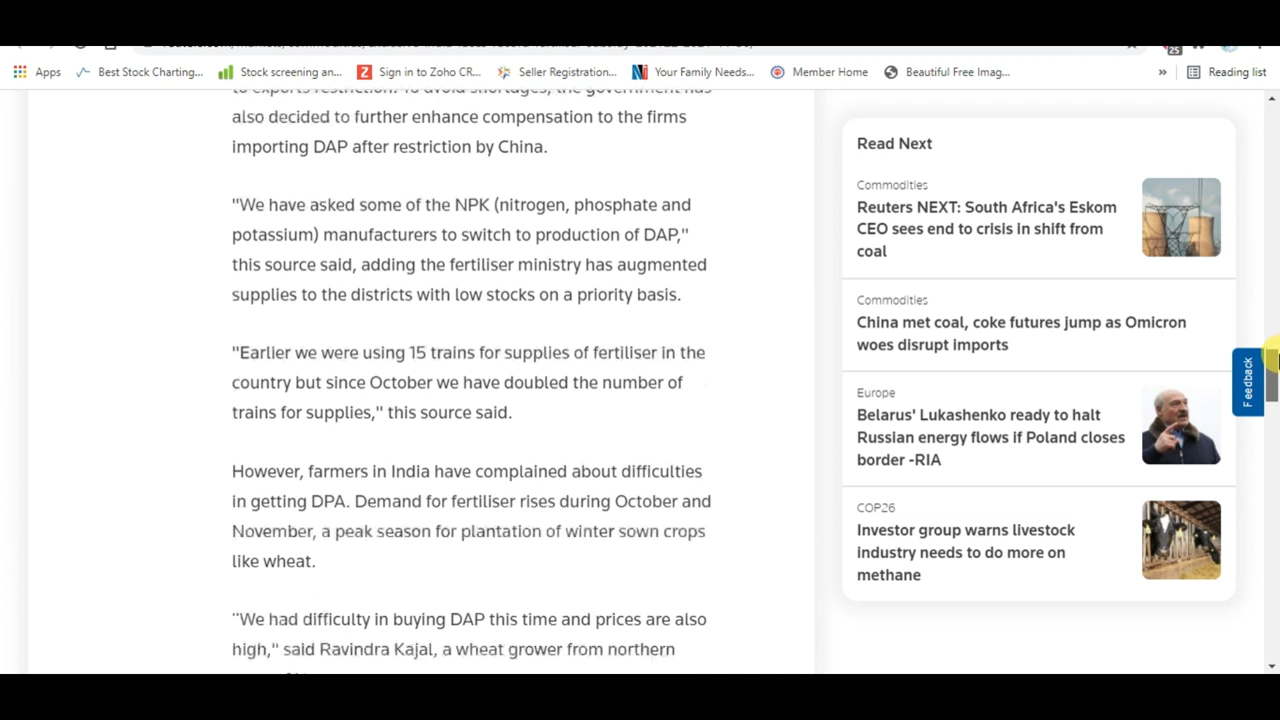 25
Apps
Best Stock Charting...
Stock screening an...
Sign in to Zoho CR...
Seller Registration...
Your Family Needs...
Member Home
Beautiful Free Imag...
»
Reading list
to exports restriction. To avoid shortages, the government has
also decided to further enhance compensation to the firms
importing DAP after restriction by China.
"We have asked some of the NPK (nitrogen, phosphate and
potassium) manufacturers to switch to production of DAP,"
this source said, adding the fertiliser ministry has augmented
supplies to the districts with low stocks on a priority basis.
"Earlier we were using 15 trains for supplies of fertiliser in the
country but since October we have doubled the number of
trains for supplies," this source said.
However, farmers in India have complained about difficulties
in getting DPA. Demand for fertiliser rises during October and
November, a peak season for plantation of winter sown crops
like wheat.
"We had difficulty in buying DAP this time and prices are also
high," said Ravindra Kajal, a wheat grower from northern
Read Next
Commodities
Reuters NEXT: South Africa's Eskom
CEO sees end to crisis in shift from
coal
Commodities
China met coal, coke futures jump as Omicron
woes disrupt imports
Europe
Belarus' Lukashenko ready to halt
Russian energy flows if Poland closes
border -RIA
COP26
Investor group warns livestock
industry needs to do more on
methane
Feedback